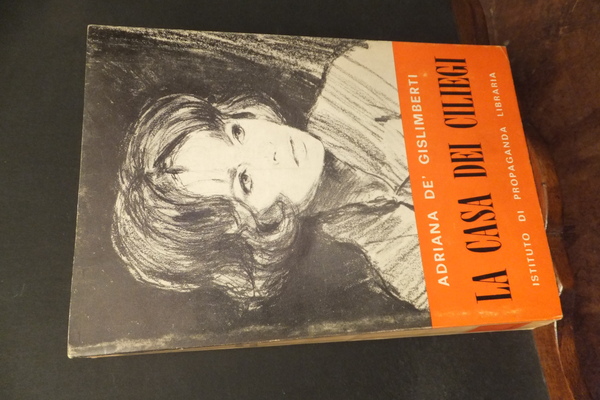 ADRIANA DE' GISLIMBERTI
LA CASA DEI CILIEGI
ISTITUTO DI PROPAGANDA LIBRARIA